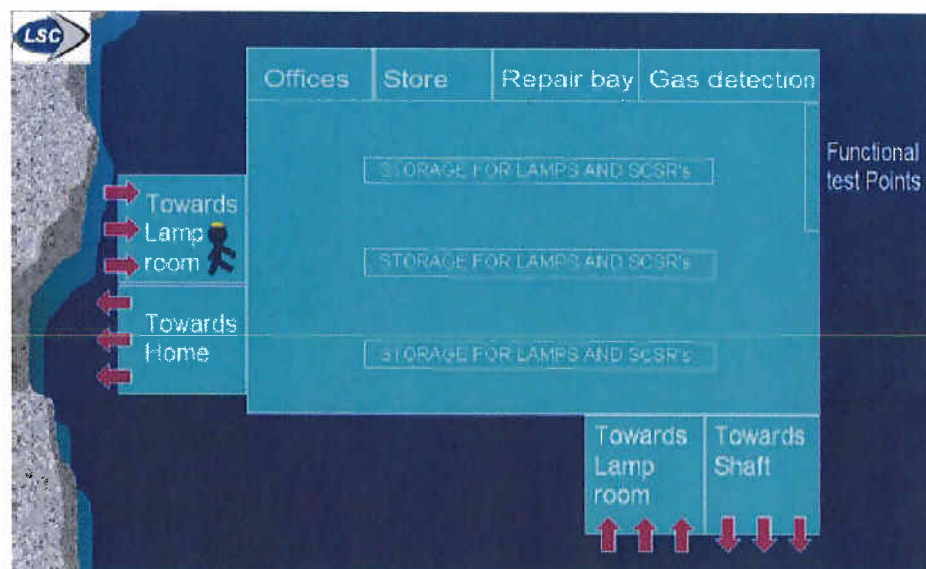 LSC
Offices
Store
Repair bay
Gas detection
STORAGE FOR LAMPS AND SCSR's
Functional
test Points
Towards
Lamp
room
STORAGE FOR LAMPS AND SCSR's
Towards
Home
STORAGE FOR LAMPS AND SCSR's
Towards
Lamp
room
Towards
Shaft